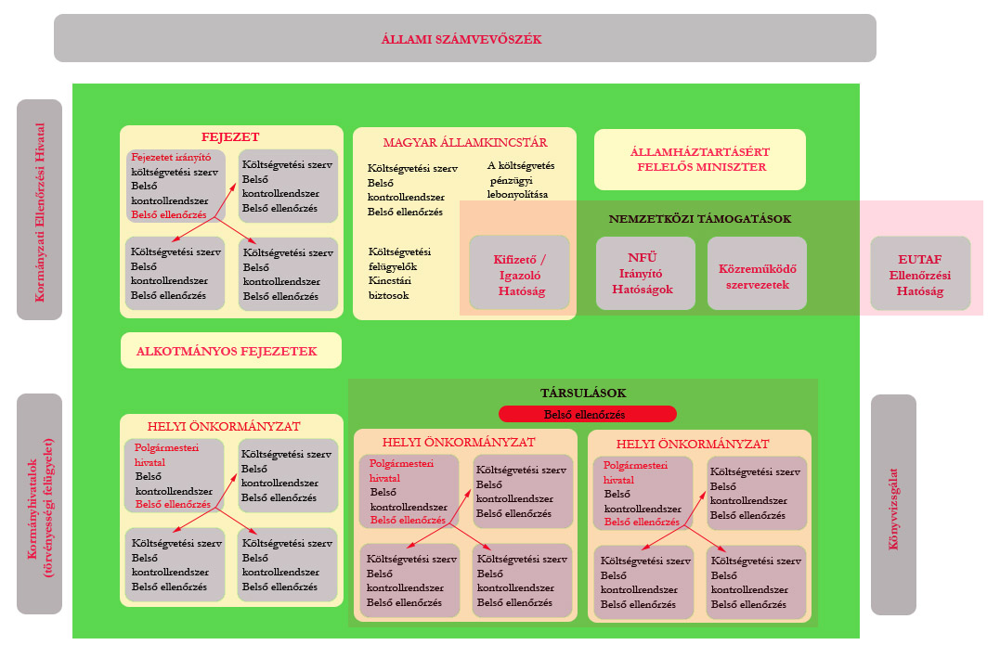 ÁLLAMI SZÁMVEVŐSZÉK
Kormányzati Ellenőrzési Hivatal
FEJEZET
Fejezetet irányító
költségvetési szerv
Belső
kontrollrendszer
Belső ellenőrzés
Költségvetési szerv
Belső
kontrollrendszer
Belső ellenőrzés
Költségvetési szerv
Belső
kontrollrendszer
Belső ellenőrzés
Költségvetési szerv
Belső
kontrollrendszer
Belső ellenőrzés
MAGYAR ÁLLAMKINCSTÁR
Költségvetési szerv
Belső
kontrollrendszer
Belső ellenőrzés
A költségvetés
pénzügyi
lebonyolítása
Költségvetési
felügyelők
Kincstári
biztosok
Kifizető /
Igazoló
Hatóság
ÁLLAMHÁZTARTÁSÉRT
FELELŐS MINISZTER
NEMZETKÖZI TÁMOGATÁSOK
NFÜ
Irányító
Hatóságok
Közreműködő
szervezetek
EUTAF
Ellenőrzési
Hatóság
ALKOTMÁNYOS FEJEZETEK
Kormányhivatalok
(törvényességi felügyelet)
HELYI ÖNKORMÁNYZAT
Polgármesteri
hivatal
Belső
kontrollrendszer
Belső ellenőrzés
Költségvetési szerv
Belső
kontrollrendszer
Belső ellenőrzés
Költségvetési szerv
Belső
kontrollrendszer
Belső ellenőrzés
Költségvetési szerv
Belső
kontrollrendszer
Belső ellenőrzés
TÁRSULÁSOK
Belső ellenőrzés
HELYI ÖNKORMÁNYZAT
Polgármesteri
hivatal
Belső
kontrollrendszer
Belső ellenőrzés
Költségvetési szerv
Belső
kontrollrendszer
Belső ellenőrzés
Költségvetési szerv
Belső
kontrollrendszer
Belső ellenőrzés
Költségvetési szerv
Belső
kontrollrendszer
Belső ellenőrzés
HELYI ÖNKORMÁNYZAT
Polgármesteri
hivatal
Belső
kontrollrendszer
Belső ellenőrzés
Költségvetési szerv
Belső
kontrollrendszer
Belső ellenőrzés
Költségvetési szerv
Belső
kontrollrendszer
Belső ellenőrzés
Költségvetési szerv
Belső
kontrollrendszer
Belső ellenőrzés
Könyvvizsgálat